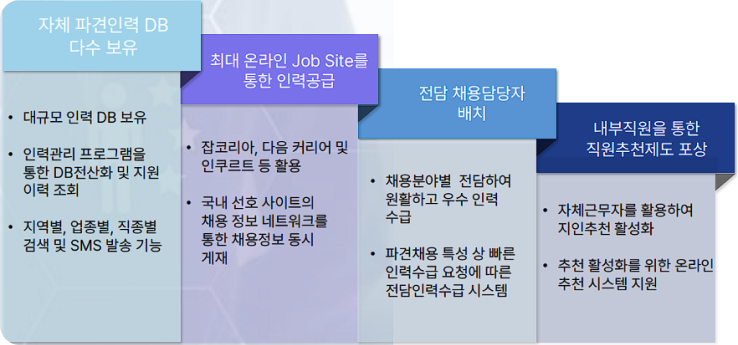 자체 파견인력 DB
다수 보유
• 대규모 인력 DB 보유
• 인력관리 프로그램을
통한 DB전산화 및 지원
이력 조회
• 지역별, 업종별, 직종별
검색 및 SMS 발송 기능
최대 온라인 Job Site를
통한 인력공급
• 잡코리아, 다음 커리어 및
인쿠르트 등 활용
• 국내 선호 사이트의
채용 정보 네트워크를
통한 채용정보 동시
게재
전담 채용담당자
배치
• 채용분야별 전담하여
원활하고 우수 인력
수급
• 파견채용 특성 상 빠른
인력수급 요청에 따른
전담인력수급 시스템
내부직원을 통한
직원추천제도 포상
• 자체근무자를 활용하여
지인추천 활성화
• 추천 활성화를 위한 온라인
추천 시스템 지원